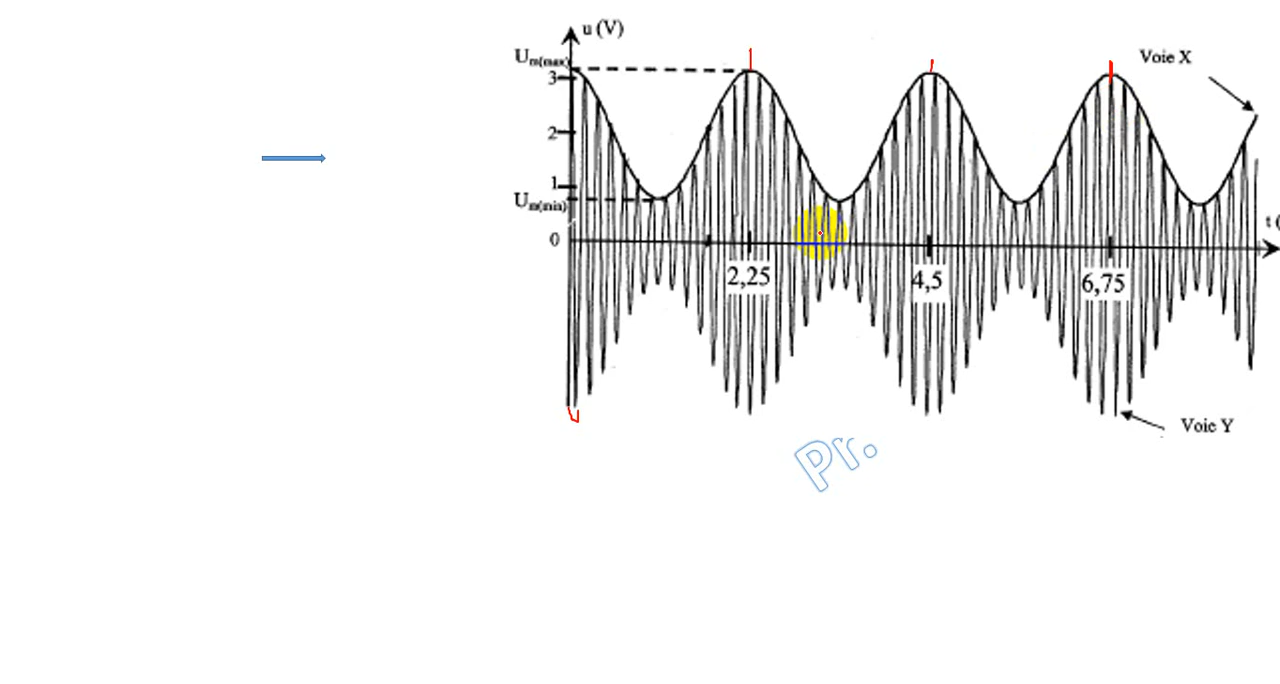 u (V)
Um(max)
Voie X
3
2
1
Um(min)
0
t (
2,25
4,5
6,75
Voie Y
Pr.